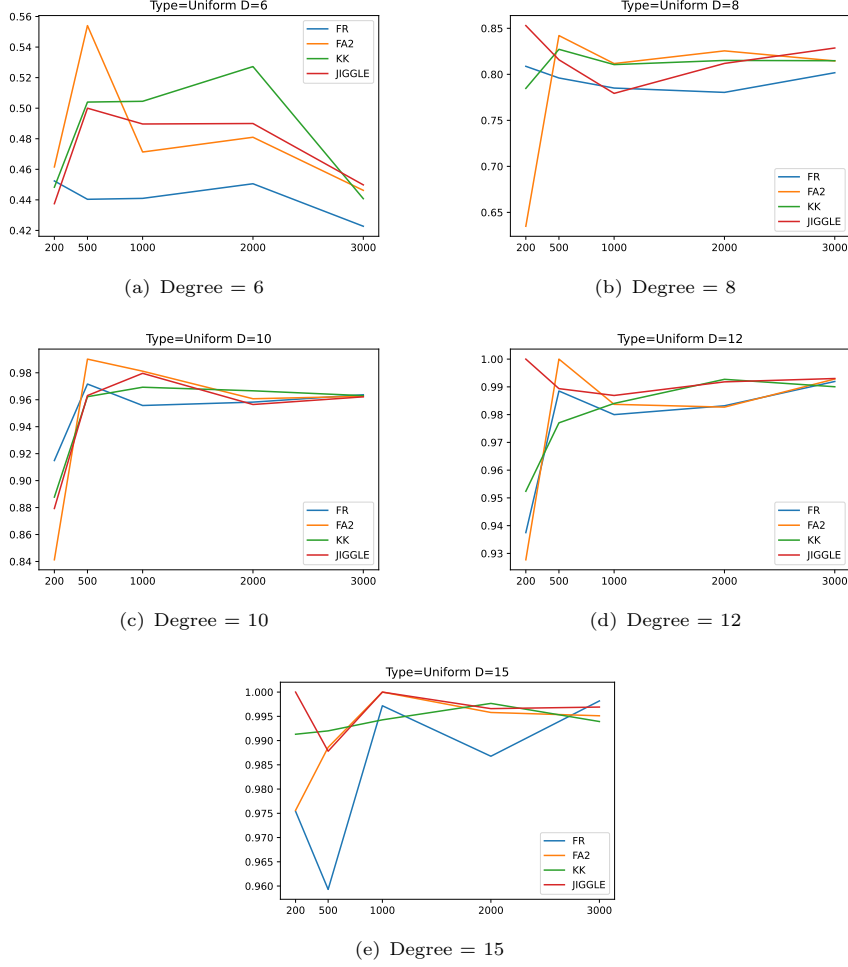 Type=Uniform D=6
0.56
0.54
0.52
0.50
0.48
0.46
0.44
0.42
200 500 1000 2000 3000
FR
FA2
KK
JIGGLE
(a) Degree = 6
Type=Uniform D=8
0.85
0.80
0.75
0.70
0.65
200 500 1000 2000 3000
FR
FA2
KK
JIGGLE
(b) Degree = 8
Type=Uniform D=10
0.98
0.96
0.94
0.92
0.90
0.88
0.86
0.84
200 500 1000 2000 3000
FR
FA2
KK
JIGGLE
(c) Degree = 10
Type=Uniform D=12
1.00
0.99
0.98
0.97
0.96
0.95
0.94
0.93
200 500 1000 2000 3000
FR
FA2
KK
JIGGLE
(d) Degree = 12
Type=Uniform D=15
1.000
0.995
0.990
0.985
0.980
0.975
0.970
0.965
0.960
200 500 1000 2000 3000
FR
FA2
KK
JIGGLE
(e) Degree = 15